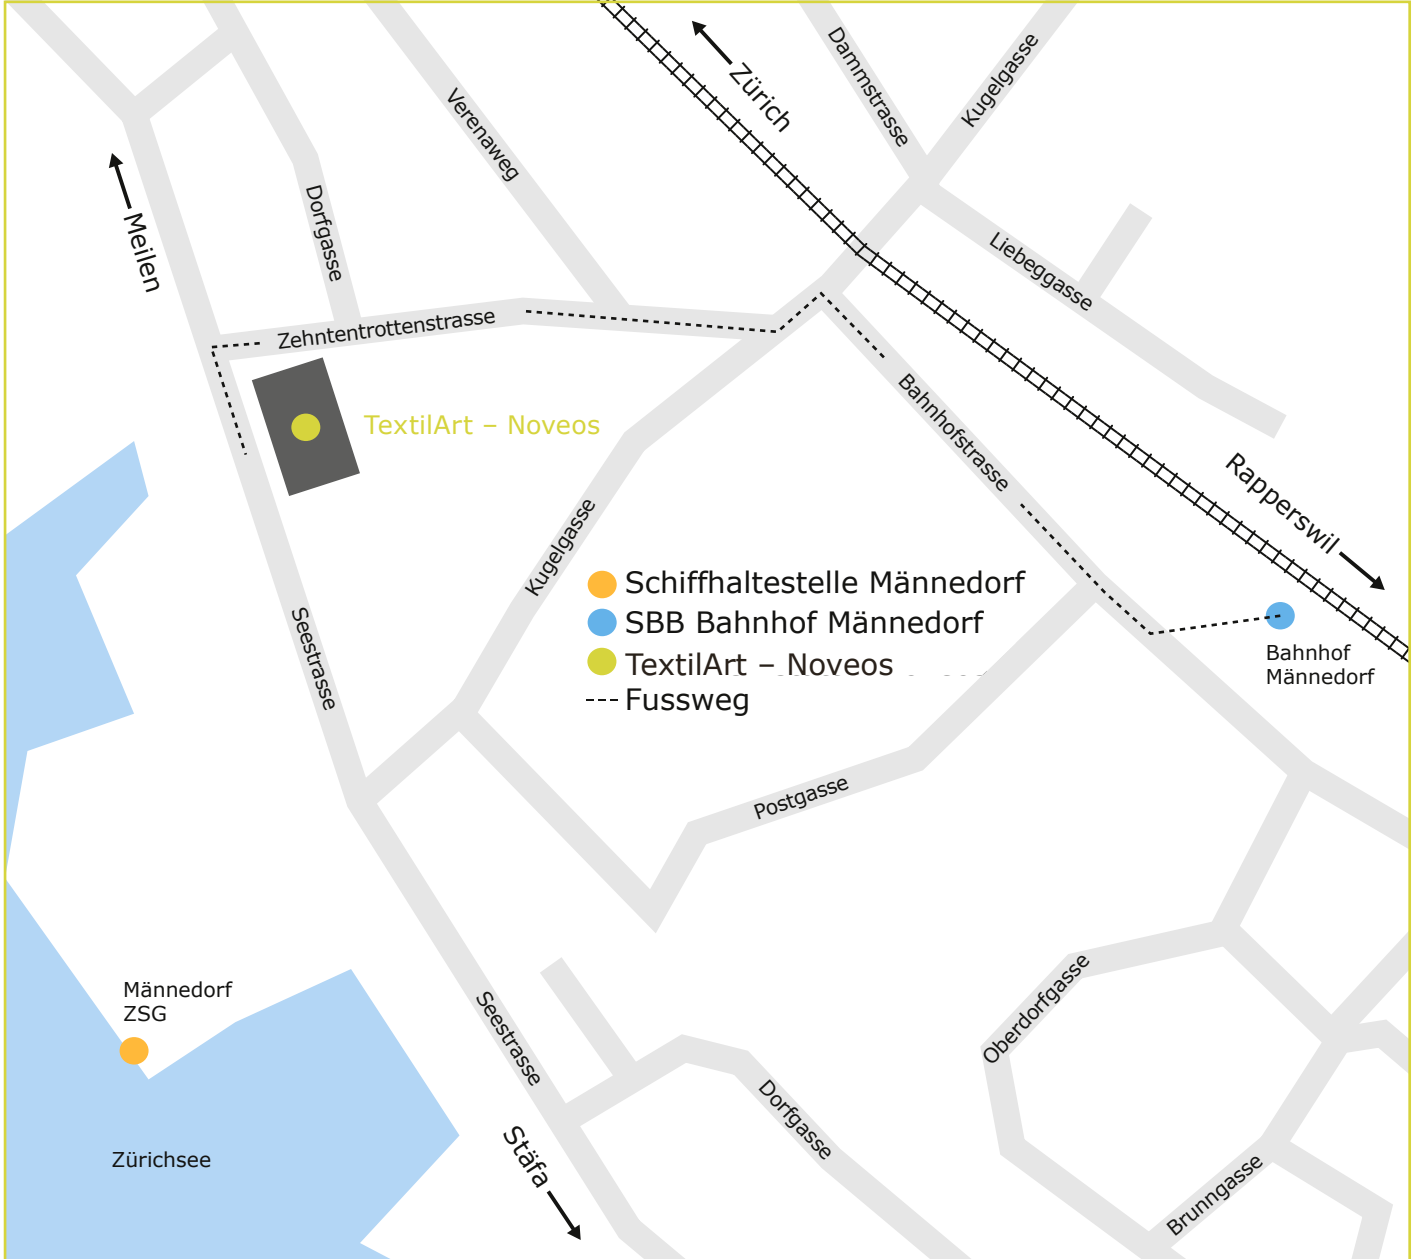 Zürich
Dammstrasse
Kugelgasse
Verenaweg
Dorfgasse
Meilen
Liebeggasse
Zehntentrottenstrasse
TextilArt – Noveos
Bahnhofstrasse
Rapperswil
Kugelgasse
Schiffhaltestelle Männedorf
SBB Bahnhof Männedorf
TextilArt – Noveos
Fussweg
Bahnhof
Männedorf
Seestrasse
Postgasse
Männedorf
ZSG
Seestrasse
Oberdorfgasse
Dorfgasse
Stäfa
Zürichsee
Brunngasse